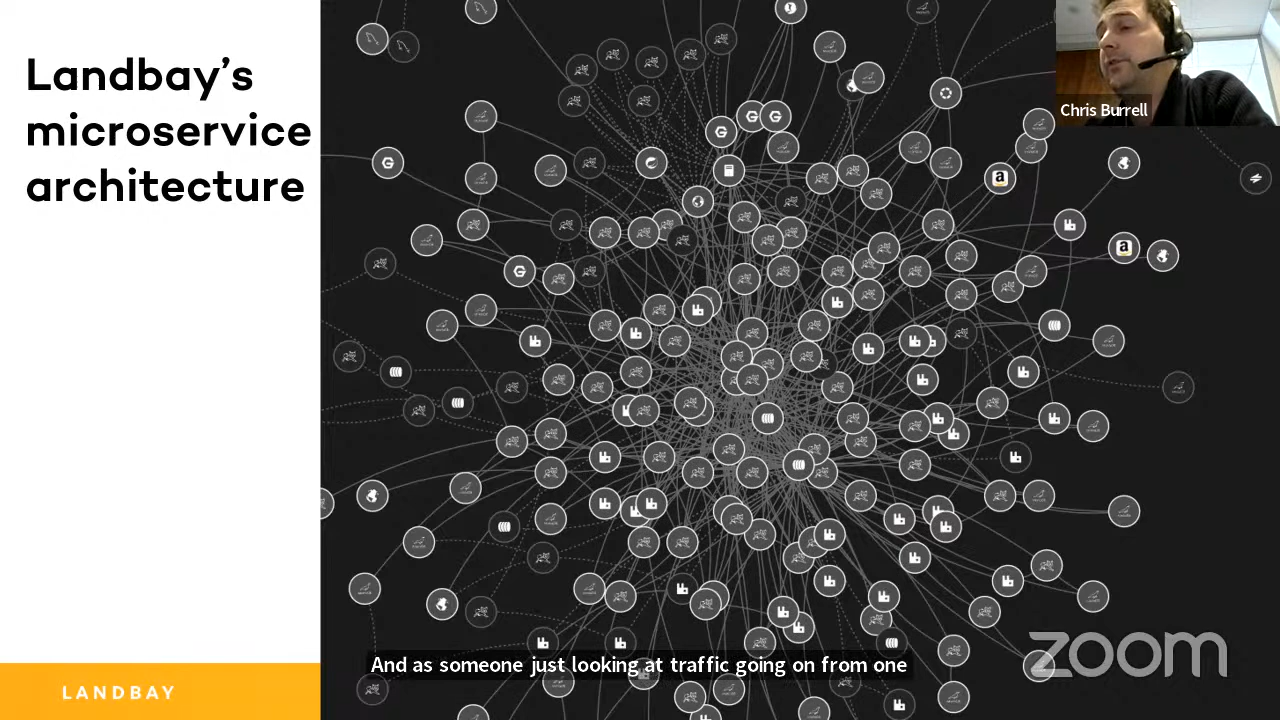 Landbay's
microservice
architecture
Chris Burrell
And as someone just looking at traffic going on from one
zoom
LANDBAY